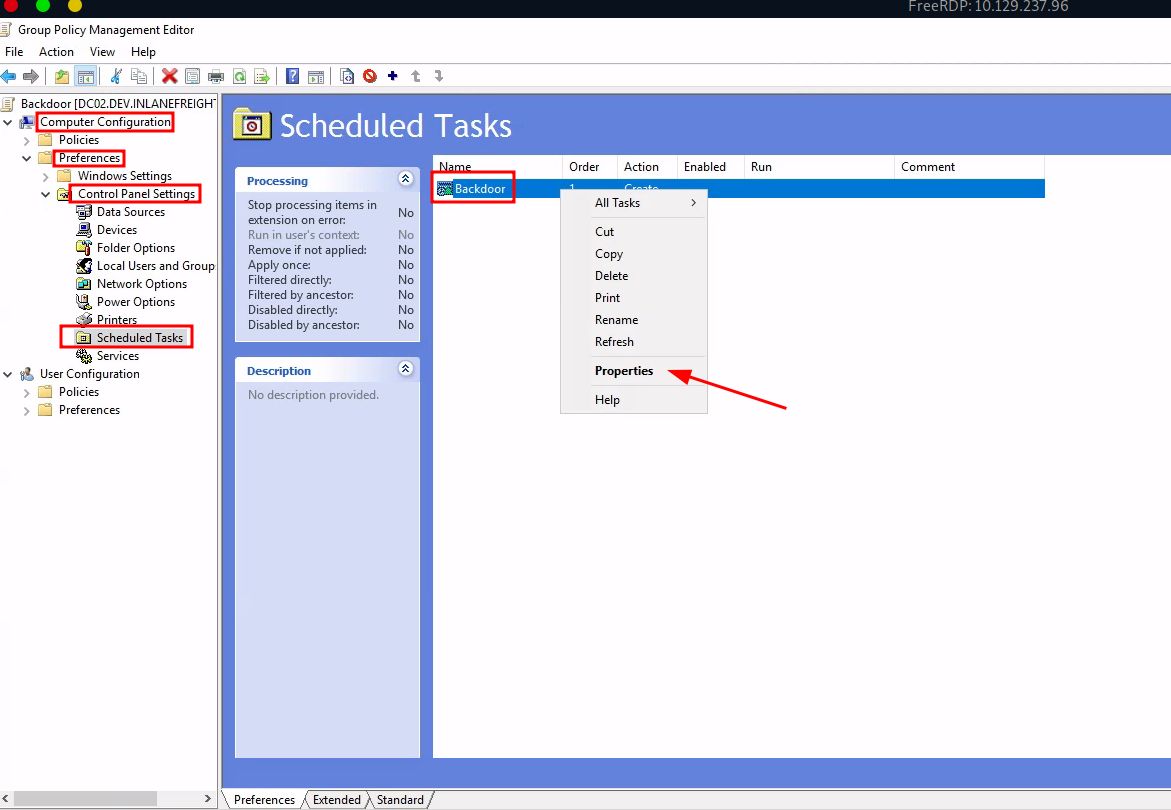 FreeRDP: 10.129.237.96
Group Policy Management Editor
File Action View Help
Backdoor [DC02.DEV.INLANEFREIGHT
Computer Configuration
Policies
Preferences
Windows Settings
Control Panel Settings
Data Sources
Devices
Folder Options
Local Users and Group
Network Options
Power Options
Printers
Scheduled Tasks
Services
User Configuration
Policies
Preferences
Scheduled Tasks
Processing
Stop processing items in
extension on error: No
Run in user's context: No
Remove if not applied: No
Apply once: No
Filtered directly: No
Filtered by ancestor: No
Disabled directly: No
Disabled by ancestor: No
Description
No description provided.
Name Order Action Enabled Run Comment
Backdoor 1 Create
All Tasks
Cut
Copy
Delete
Print
Rename
Refresh
Properties
Help
Preferences Extended Standard